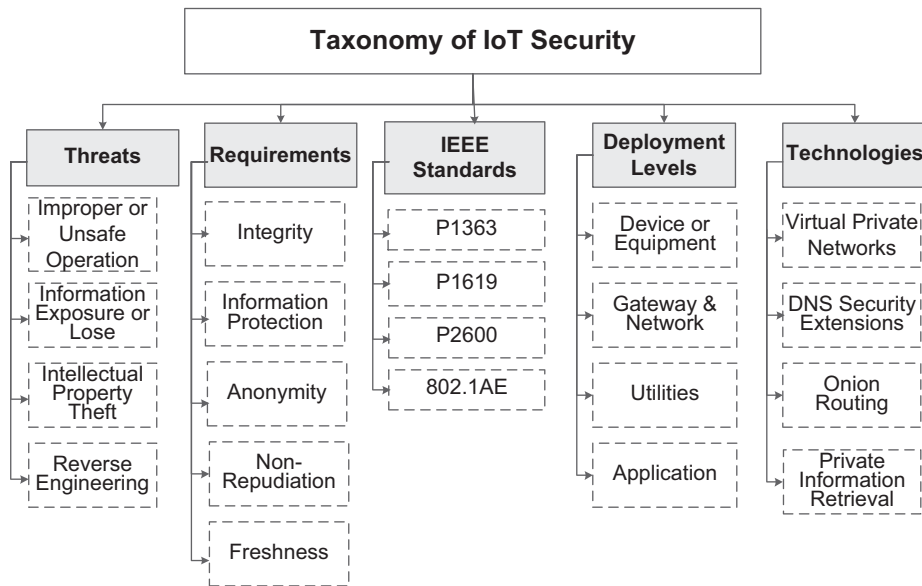 Taxonomy of IoT Security
Threats
Improper or
Unsafe
Operation
Information
Exposure or
Lose
Intellectual
Property
Theft
Reverse
Engineering
Requirements
Integrity
Information
Protection
Anonymity
Non-
Repudiation
Freshness
IEEE
Standards
P1363
P1619
P2600
802.1AE
Deployment
Levels
Device or
Equipment
Gateway &
Network
Utilities
Application
Technologies
Virtual Private
Networks
DNS Security
Extensions
Onion
Routing
Private
Information
Retrieval